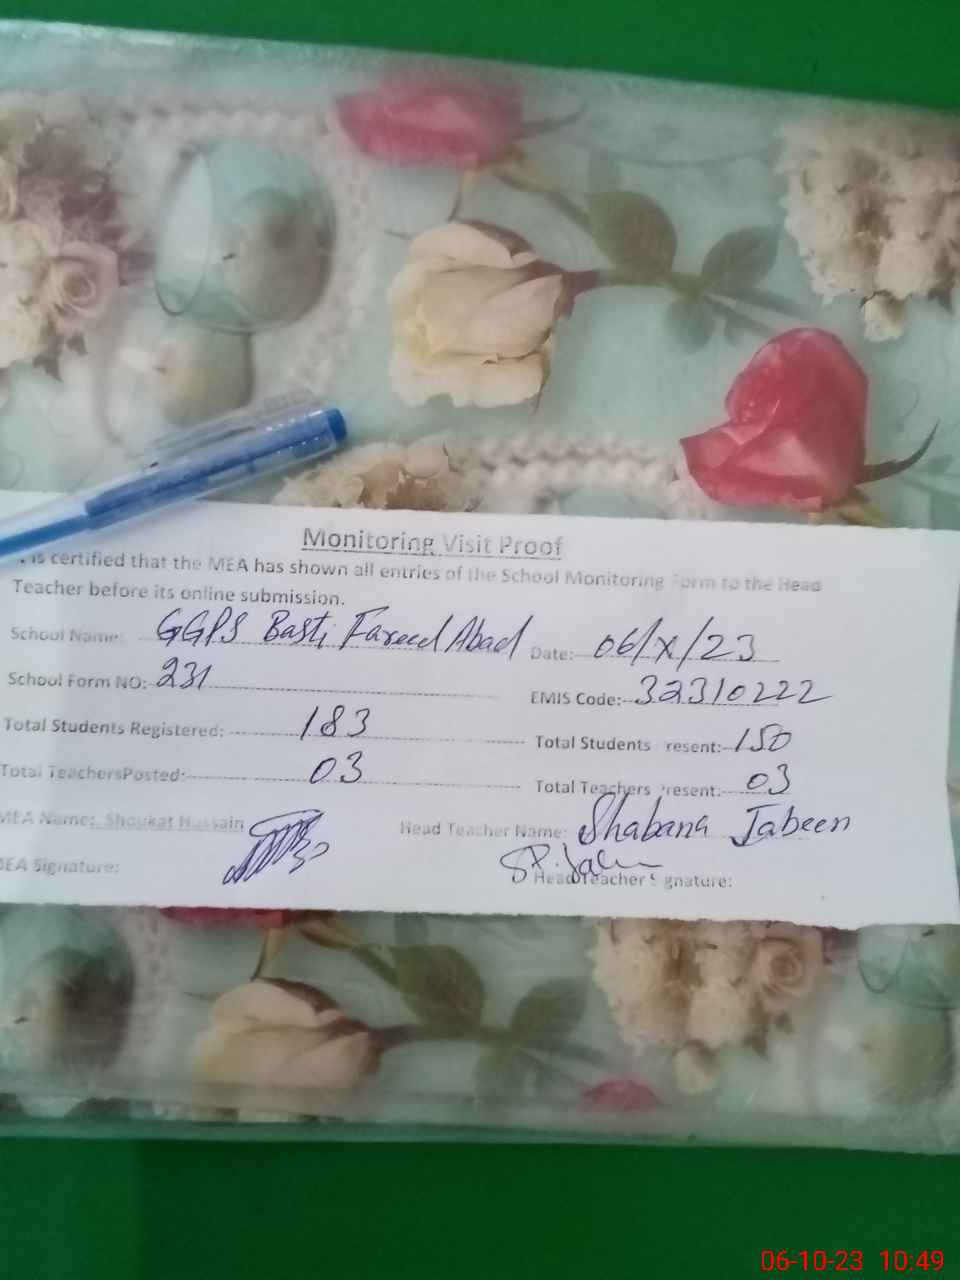 Monitoring Visit Proof
is certified that the MEA has shown all entries of the School Monitoring Form to the Head
Teacher before its online submission.
School Name: GGPS Basti Fareed Abad Date: 06/X/23
School Form NO: 231 EMIS Code: 32310222
Total Students Registered: 183 Total Students resent: 150
Total TeachersPosted: 03 Total Teachers resent: 03
MEA Name: Shoukat Hussain Head Teacher Name: Shabana Jabeen
EA Signature: Head Teacher S gnature:
06-10-23 10:49